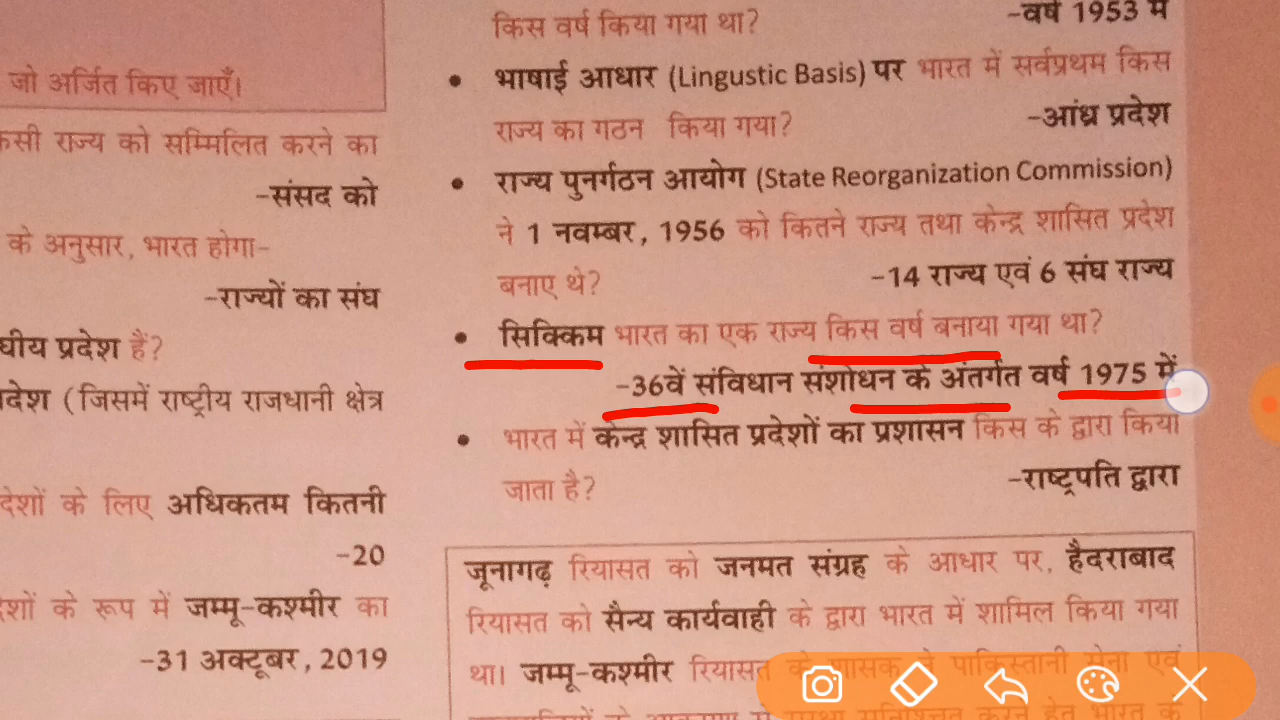 जो अर्जित किए जाएँ।
राज्य को सम्मिलित करने का
-संसद को
के अनुसार, भारत होगा-
-राज्यों का संघ
प्रदेश हैं?
(जिसमें राष्ट्रीय राजधानी क्षेत्र
के लिए अधिकतम कितनी
-20
के रूप में जम्मू-कश्मीर का
-31 अक्टूबर, 2019
किस वर्ष किया गया था?
-वर्ष 1953 में
• भाषाई आधार (Lingustic Basis) पर भारत में सर्वप्रथम किस
राज्य का गठन किया गया?
-आंध्र प्रदेश
• राज्य पुनर्गठन आयोग (State Reorganization Commission)
ने 1 नवम्बर, 1956 को कितने राज्य तथा केन्द्र शासित प्रदेश
बनाए थे?
-14 राज्य एवं 6 संघ राज्य
• सिक्किम भारत का एक राज्य किस वर्ष बनाया गया था?
-36वें संविधान संशोधन के अंतर्गत वर्ष 1975 में
• भारत में केन्द्र शासित प्रदेशों का प्रशासन किस के द्वारा किया
जाता है?
-राष्ट्रपति द्वारा
जूनागढ़ रियासत को जनमत संग्रह के आधार पर, हैदराबाद
रियासत को सैन्य कार्यवाही के द्वारा भारत में शामिल किया गया
था। जम्मू-कश्मीर रियासत के शासक ने पाकिस्तानी सेना एवं